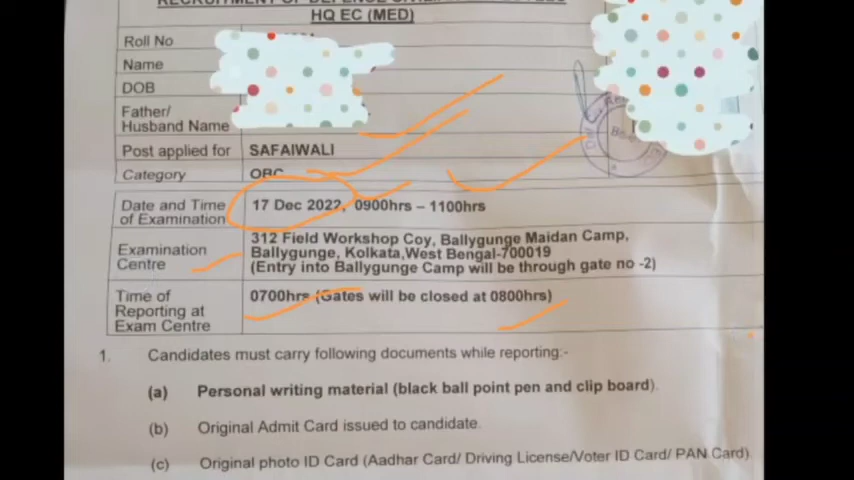 RECRUITMENT OF DEFENCE
HQ EC (MED)
Roll No
Name
DOB
Father/
Husband Name
Post applied for SAFAIWALI
Category OBC
Date and Time 17 Dec 2022, 0900hrs – 1100hrs
of Examination
312 Field Workshop Coy, Ballygunge Maidan Camp,
Examination Ballygunge, Kolkata,West Bengal-700019
Centre (Entry into Ballygunge Camp will be through gate no -2)
Time of 0700hrs (Gates will be closed at 0800hrs)
Reporting at
Exam Centre
1. Candidates must carry following documents while reporting:-
(a) Personal writing material (black ball point pen and clip board).
(b) Original Admit Card issued to candidate.
(c) Original photo ID Card (Aadhar Card/ Driving License/Voter ID Card/ PAN Card).